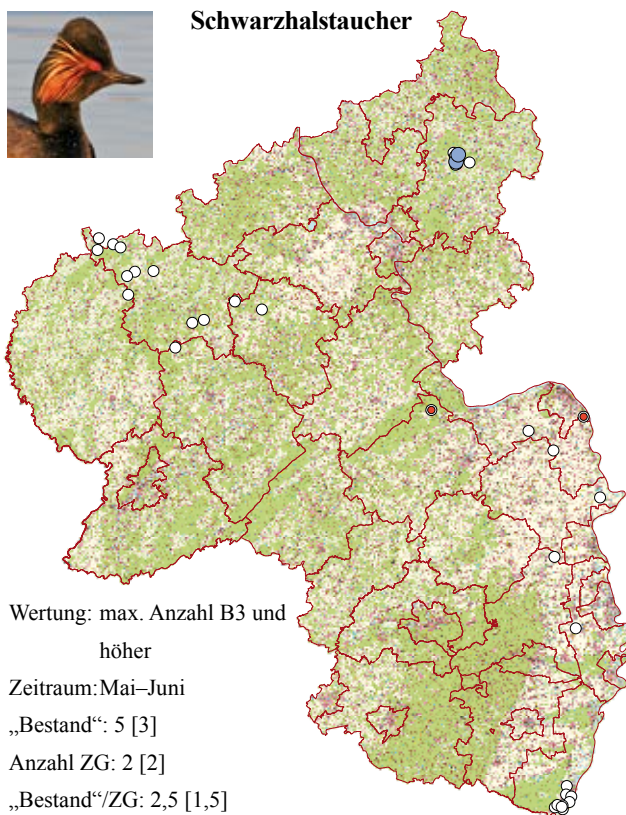 Schwarzhalstaucher
Wertung: max. Anzahl B3 und
höher
Zeitraum:Mai–Juni
„Bestand“: 5 [3]
Anzahl ZG: 2 [2]
„Bestand“/ZG: 2,5 [1,5]